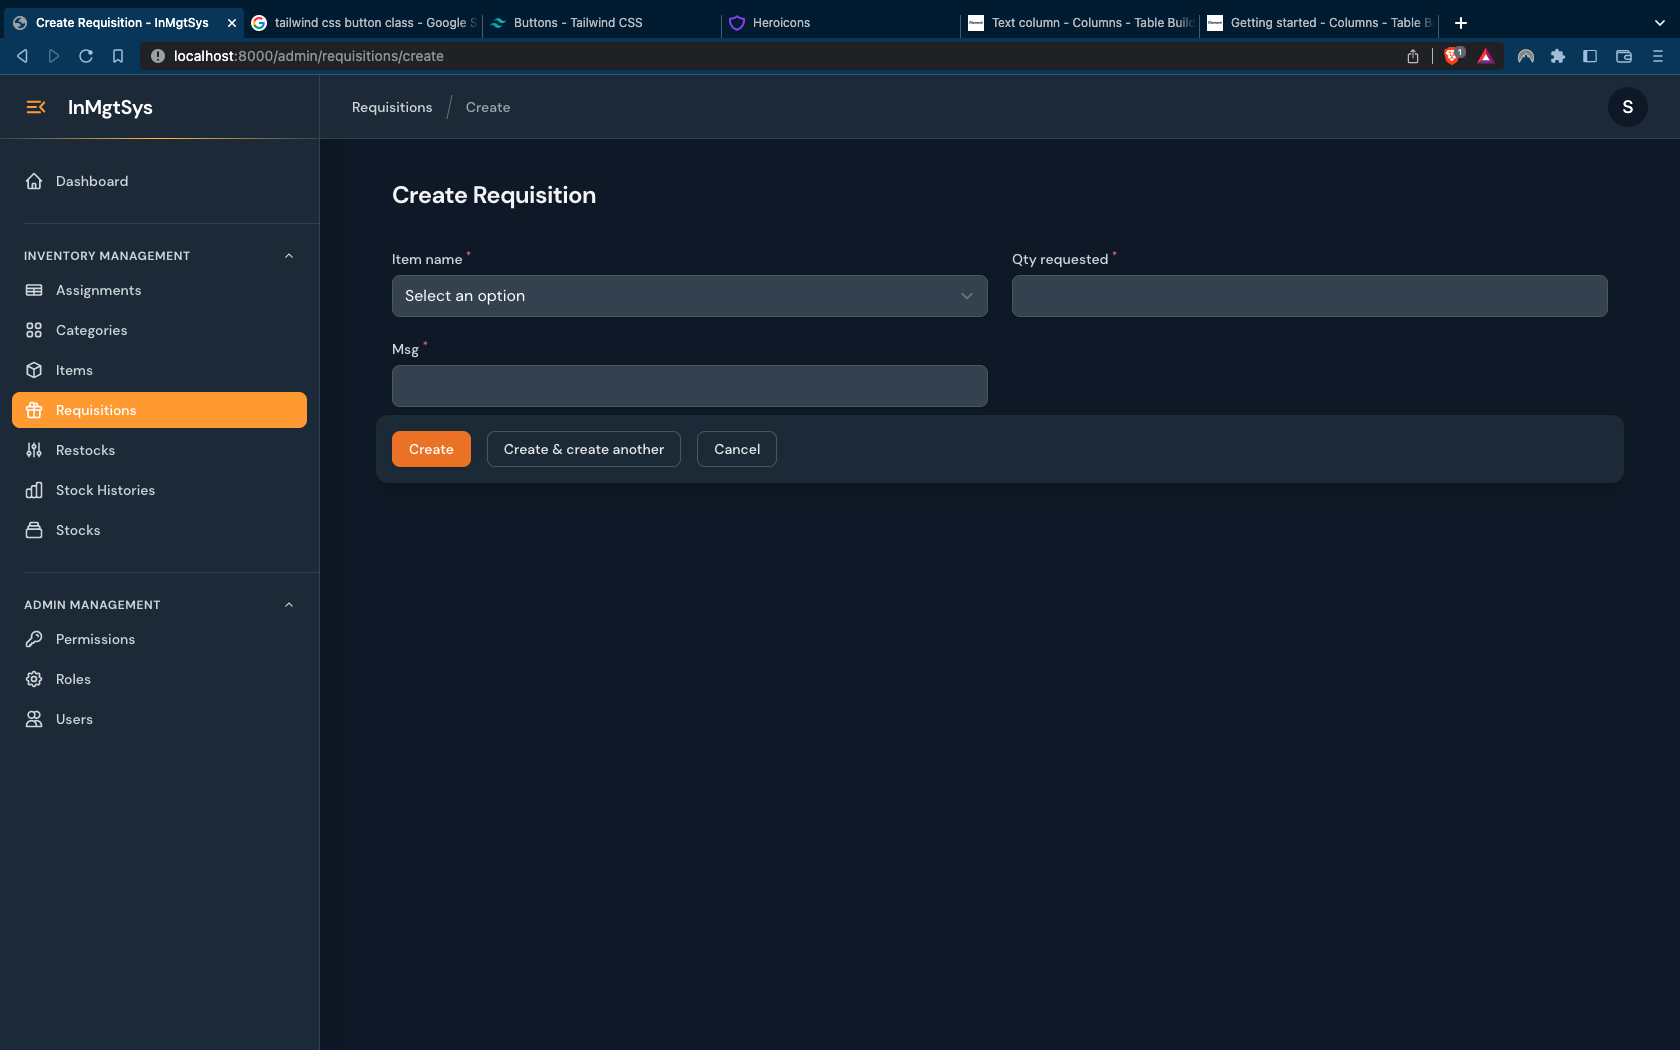 Create Requisition - InMgtSys
tailwind css button class - Google S
Buttons - Tailwind CSS
Heroicons
Text column - Columns - Table Build
Getting started - Columns - Table B
localhost:8000/admin/requisitions/create
1
InMgtSys
Requisitions / Create
S
Dashboard
INVENTORY MANAGEMENT
Assignments
Categories
Items
Requisitions
Restocks
Stock Histories
Stocks
ADMIN MANAGEMENT
Permissions
Roles
Users
Create Requisition
Item name *
Select an option
Qty requested *
Msg *
Create
Create & create another
Cancel